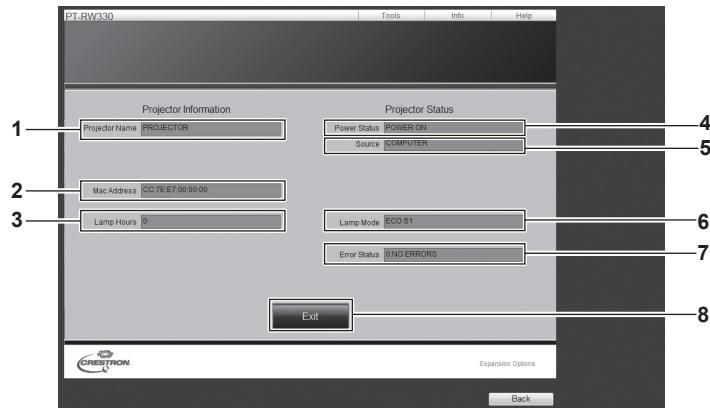 PT-RW330 Tools Info Help
Projector Information Projector Status
1 Projector Name PROJECTOR Power Status POWER ON 4
Source COMPUTER 5
2 Mac Address CC:7E:E7:00:00:00
3 Lamp Hours 0 Lamp Mode ECO S1 6
Error Status 0:NO ERRORS 7
Exit 8
CRESTRON Expansion Options
Back